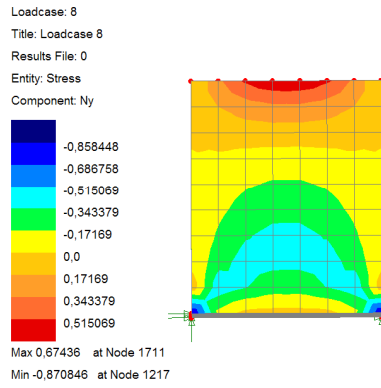 Loadcase: 8
Title: Loadcase 8
Results File: 0
Entity: Stress
Component: Ny
-0,858448
-0,686758
-0,515069
-0,343379
-0,17169
0,0
0,17169
0,343379
0,515069
Max 0,67436 at Node 1711
Min -0,870846 at Node 1217